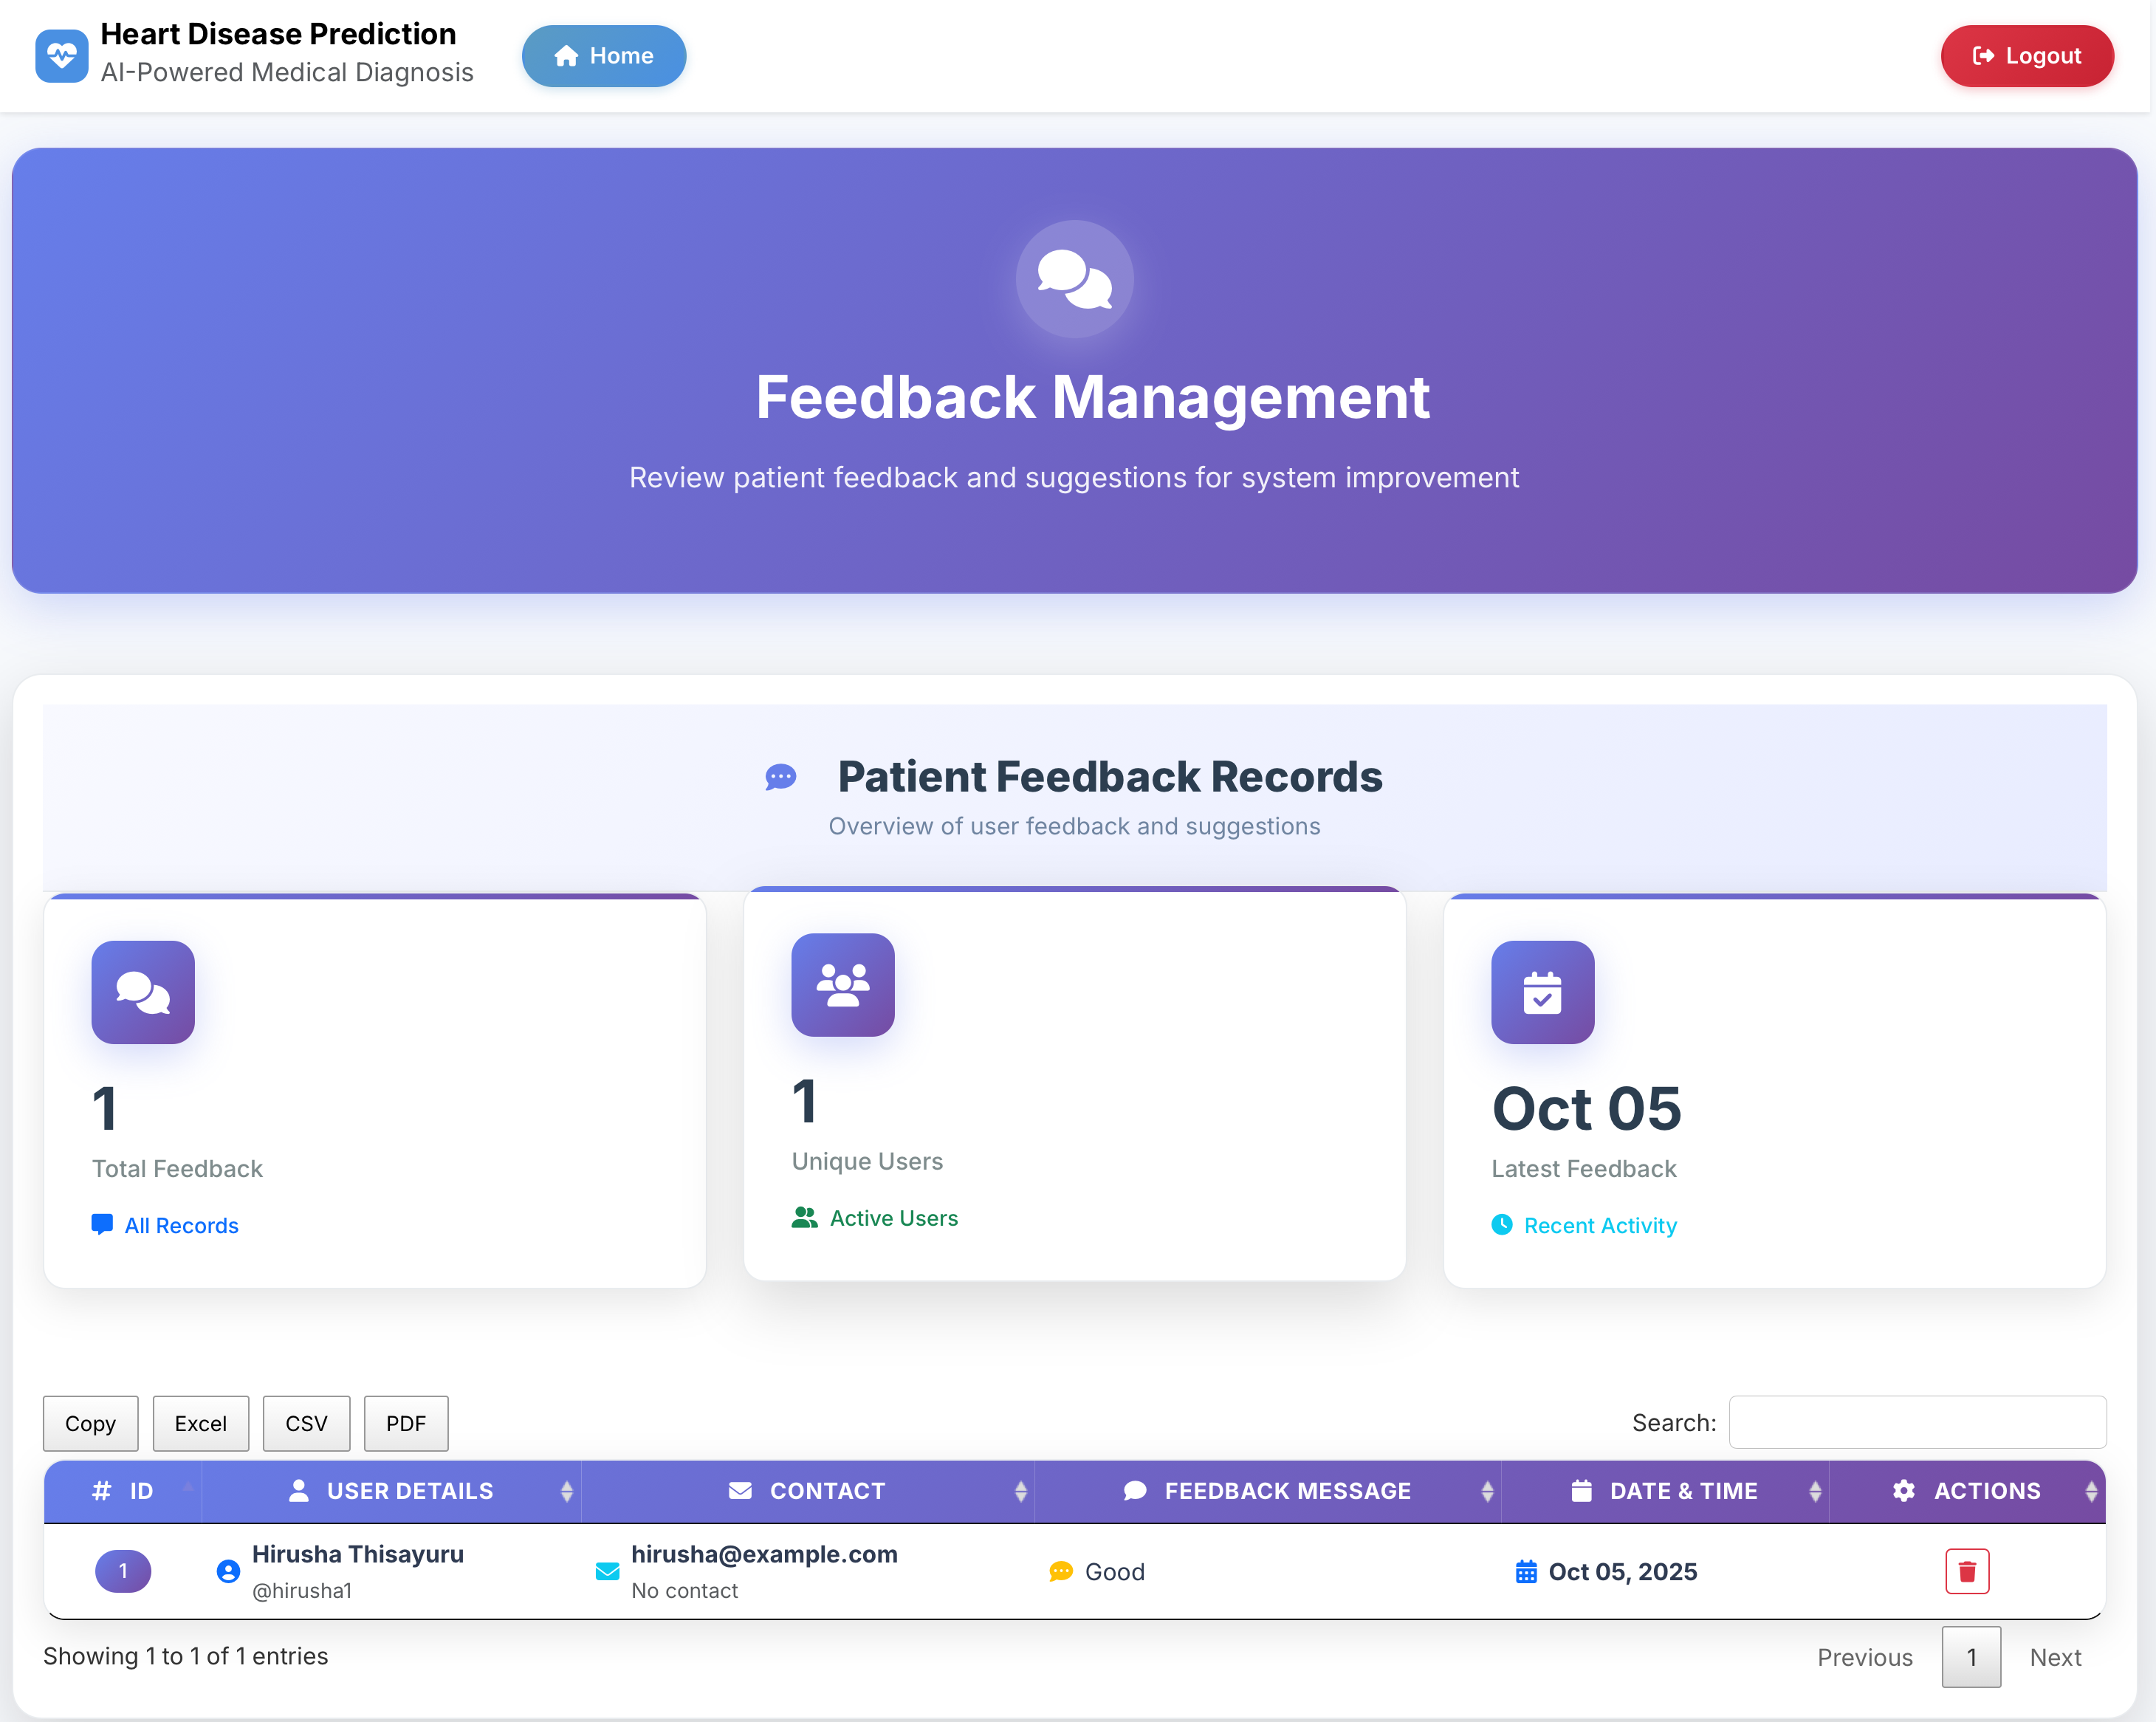 Heart Disease Prediction
AI-Powered Medical Diagnosis
Home
Logout
Feedback Management
Review patient feedback and suggestions for system improvement
Patient Feedback Records
Overview of user feedback and suggestions
1
Total Feedback
All Records
1
Unique Users
Active Users
Oct 05
Latest Feedback
Recent Activity
Copy
Excel
CSV
PDF
Search:
# ID
USER DETAILS
CONTACT
FEEDBACK MESSAGE
DATE & TIME
ACTIONS
1
Hirusha Thisayuru
@hirusha1
hirusha@example.com
No contact
Good
Oct 05, 2025
Showing 1 to 1 of 1 entries
Previous
1
Next